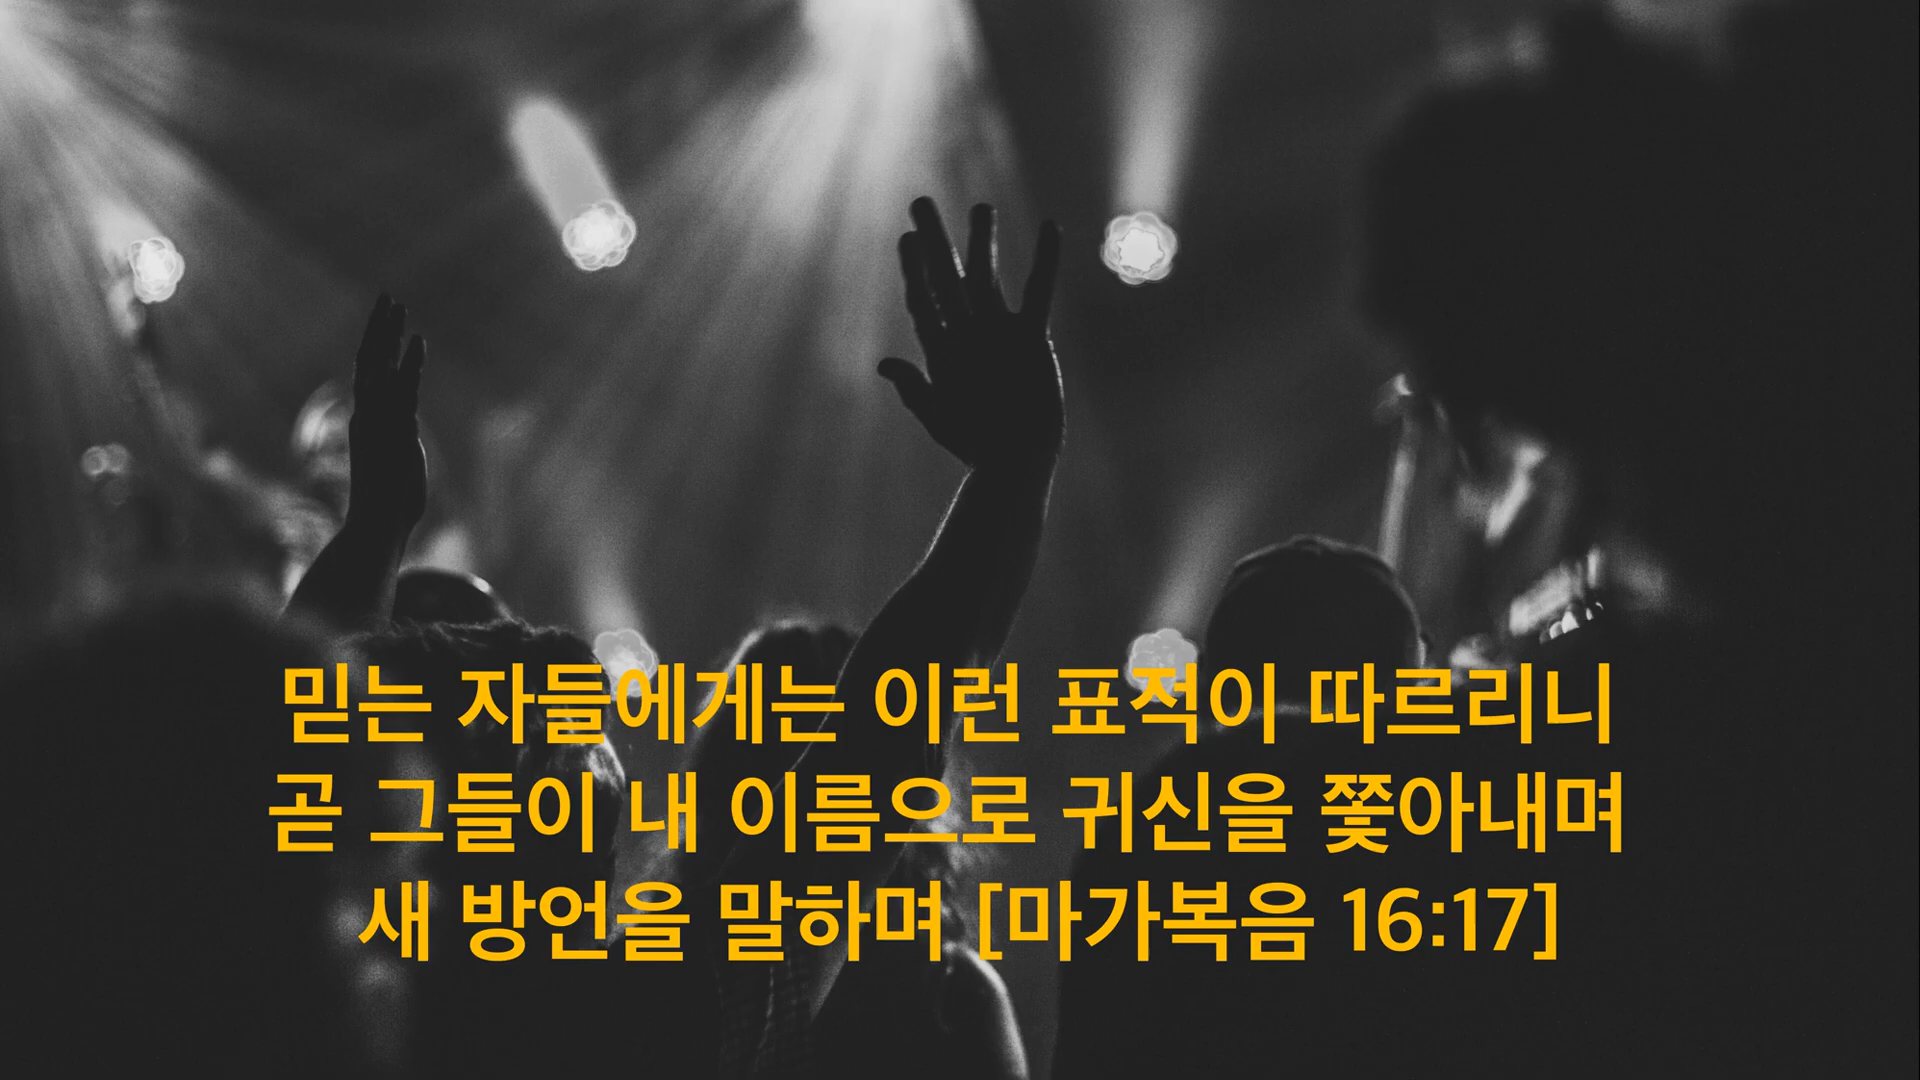 믿는 자들에게는 이런 표적이 따르리니
곧 그들이 내 이름으로 귀신을 쫓아내며
새 방언을 말하며 [마가복음 16:17]